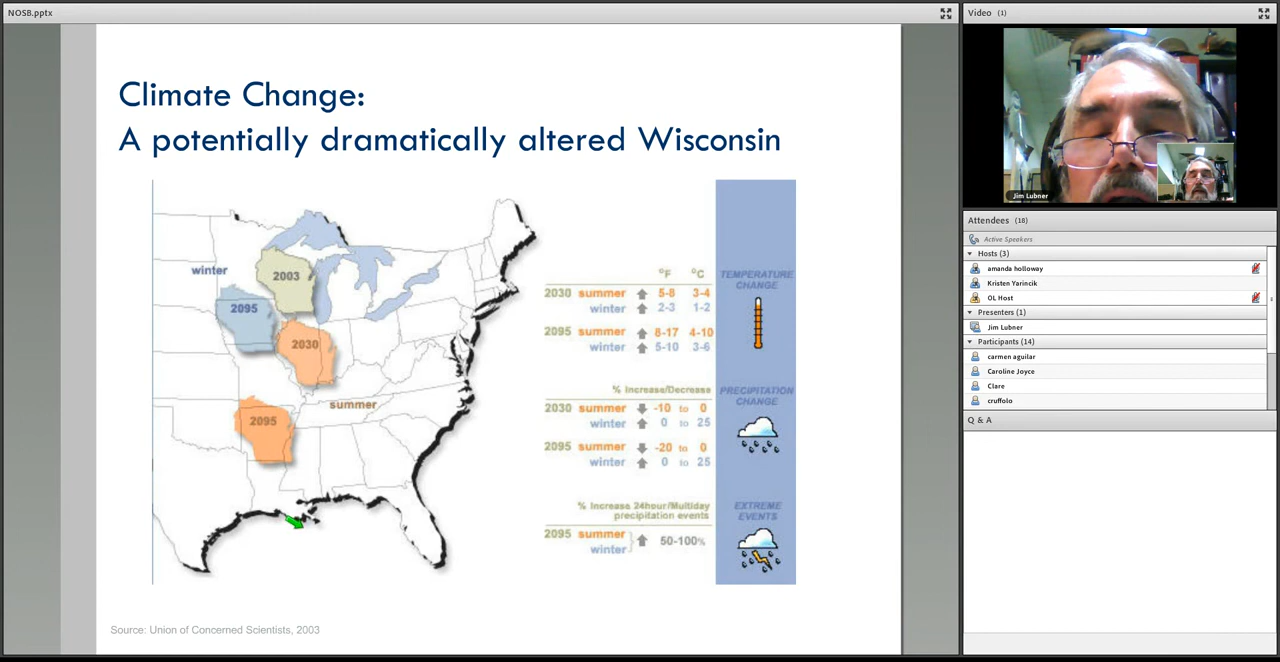 NOSB.pptx
Climate Change:
A potentially dramatically altered Wisconsin
winter
2003
2095
2030
summer
2095
°F °C
2030 summer 5-8 3-4
winter 2-3 1-2
2095 summer 8-17 4-10
winter 5-10 3-6
% Increase/Decrease
2030 summer -10 to 0
winter 0 to 25
2095 summer -20 to 0
winter 0 to 25
% Increase 24hour/Multiday
precipitation events
2095 summer
winter
50-100%
TEMPERATURE
CHANGE
PRECIPITATION
CHANGE
EXTREME
EVENTS
Source: Union of Concerned Scientists, 2003
Video (1)
Jim Lubner
Attendees (18)
Active Speakers
Hosts (3)
amanda holloway
Kristen Yarincik
OL Host
Presenters (1)
Jim Lubner
Participants (14)
carmen aguilar
Caroline Joyce
Clare
cruffolo
Q & A